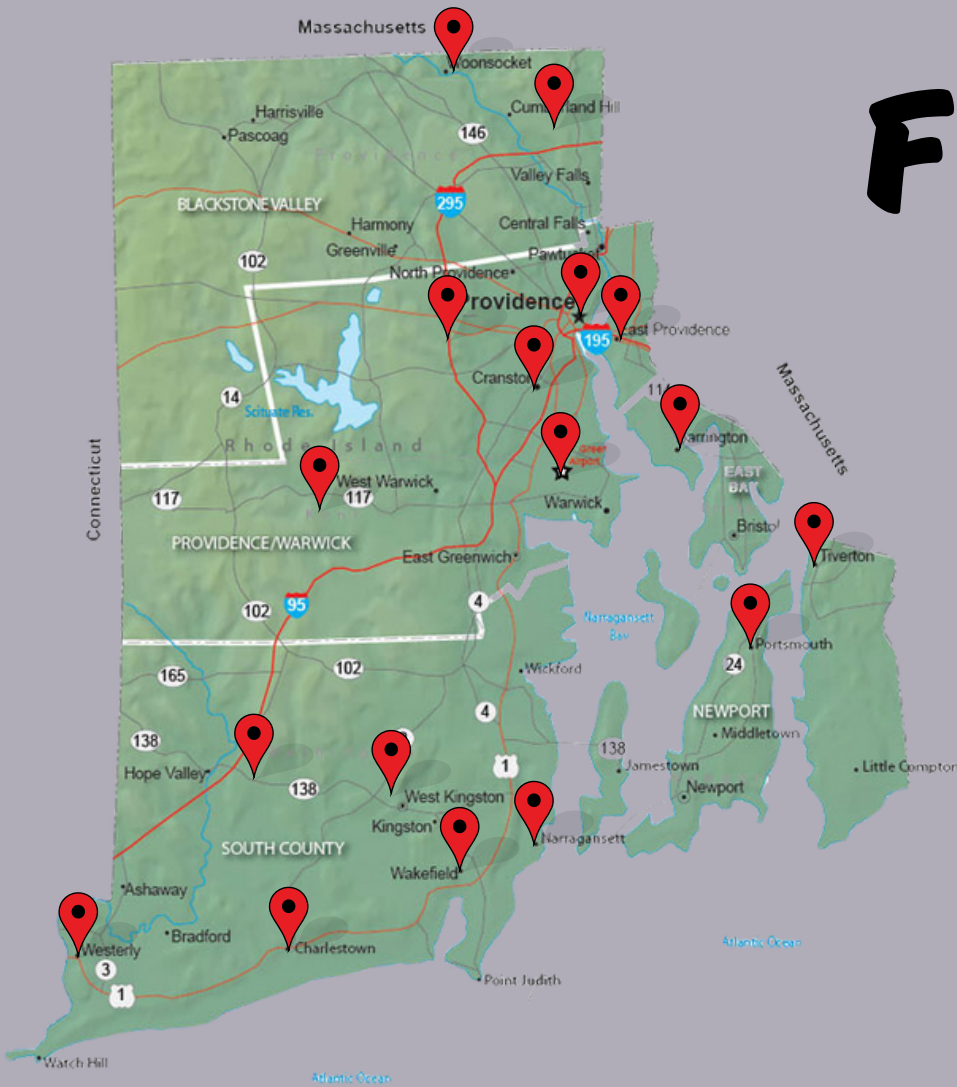 Massachusetts
Woonsocket
Cumberland Hill
Harrisville
Pascoag
146
F
Providence
Valley Falls
BLACKSTONE VALLEY
295
Central Falls
Harmony
Greenville
Pawtucket
102
North Providence
Providence
East Providence
195
Cranston
Massachusetts
14
Scituate Res.
Rhode Island
Barrington
Green
Airport
EAST
BAY
Connecticut
West Warwick
117
117
Warwick
Bristol
PROVIDENCE/WARWICK
East Greenwich
Tiverton
102
95
4
Narragansett
Bay
Portsmouth
24
102
Wickford
165
4
NEWPORT
Middletown
138
138
1
Jamestown
Little Compton
Hope Valley
138
Newport
West Kingston
Kingston
Narragansett
SOUTH COUNTY
Wakefield
Ashaway
Bradford
Charlestown
Westerly
3
1
Atlantic Ocean
Point Judith
Watch Hill
Atlantic Ocean